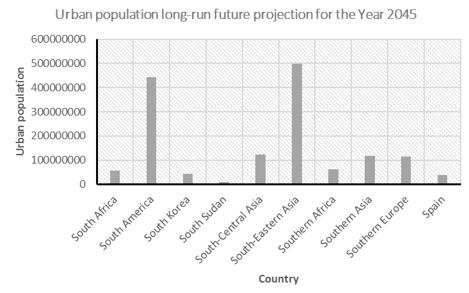 Urban population long-run future projection for the Year 2045
600000000
500000000
400000000
300000000
200000000
100000000
0
Urban population
South Africa
South America
South Korea
South Sudan
South-Central Asia
South-Eastern Asia
Southern Africa
Southern Asia
Southern Europe
Spain
Country